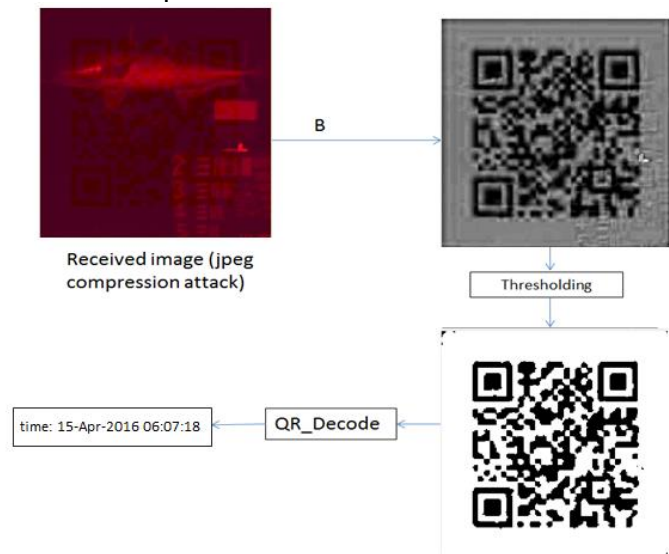 B
Received image (jpeg
compression attack)
Thresholding
QR_Decode
time: 15-Apr-2016 06:07:18